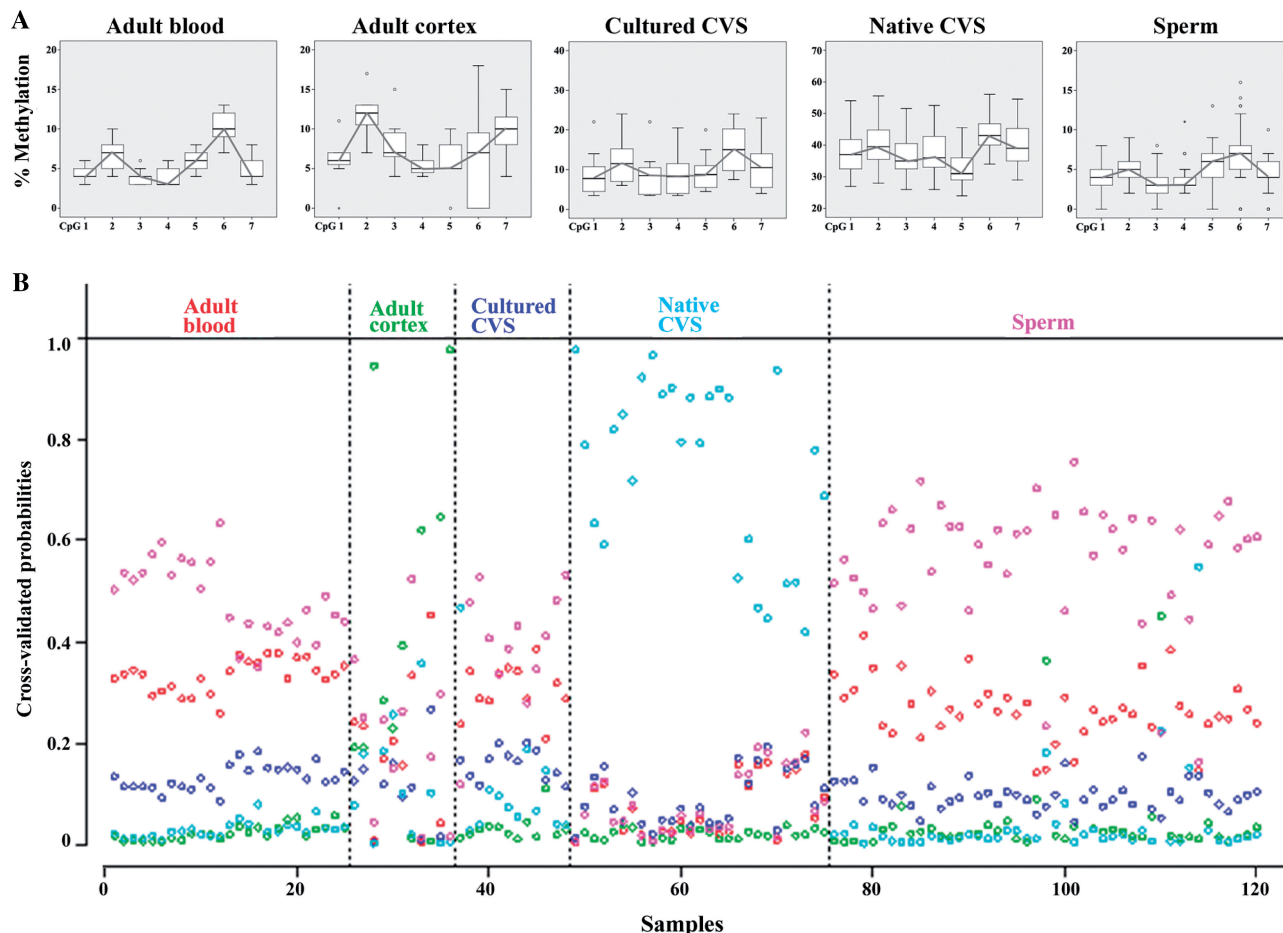 A
Adult blood
Adult cortex
Cultured CVS
Native CVS
Sperm
% Methylation
20
15
10
5
0
CpG 1 2 3 4 5 6 7
20
15
10
5
0
CpG 1 2 3 4 5 6 7
40
30
20
10
0
CpG 1 2 3 4 5 6 7
70
60
50
40
30
20
CpG 1 2 3 4 5 6 7
20
15
10
5
0
CpG 1 2 3 4 5 6 7
B
Adult
blood
Adult
cortex
Cultured
CVS
Native
CVS
Sperm
Cross-validated probabilities
1.0
0.8
0.6
0.4
0.2
0
0 20 40 60 80 100 120
Samples